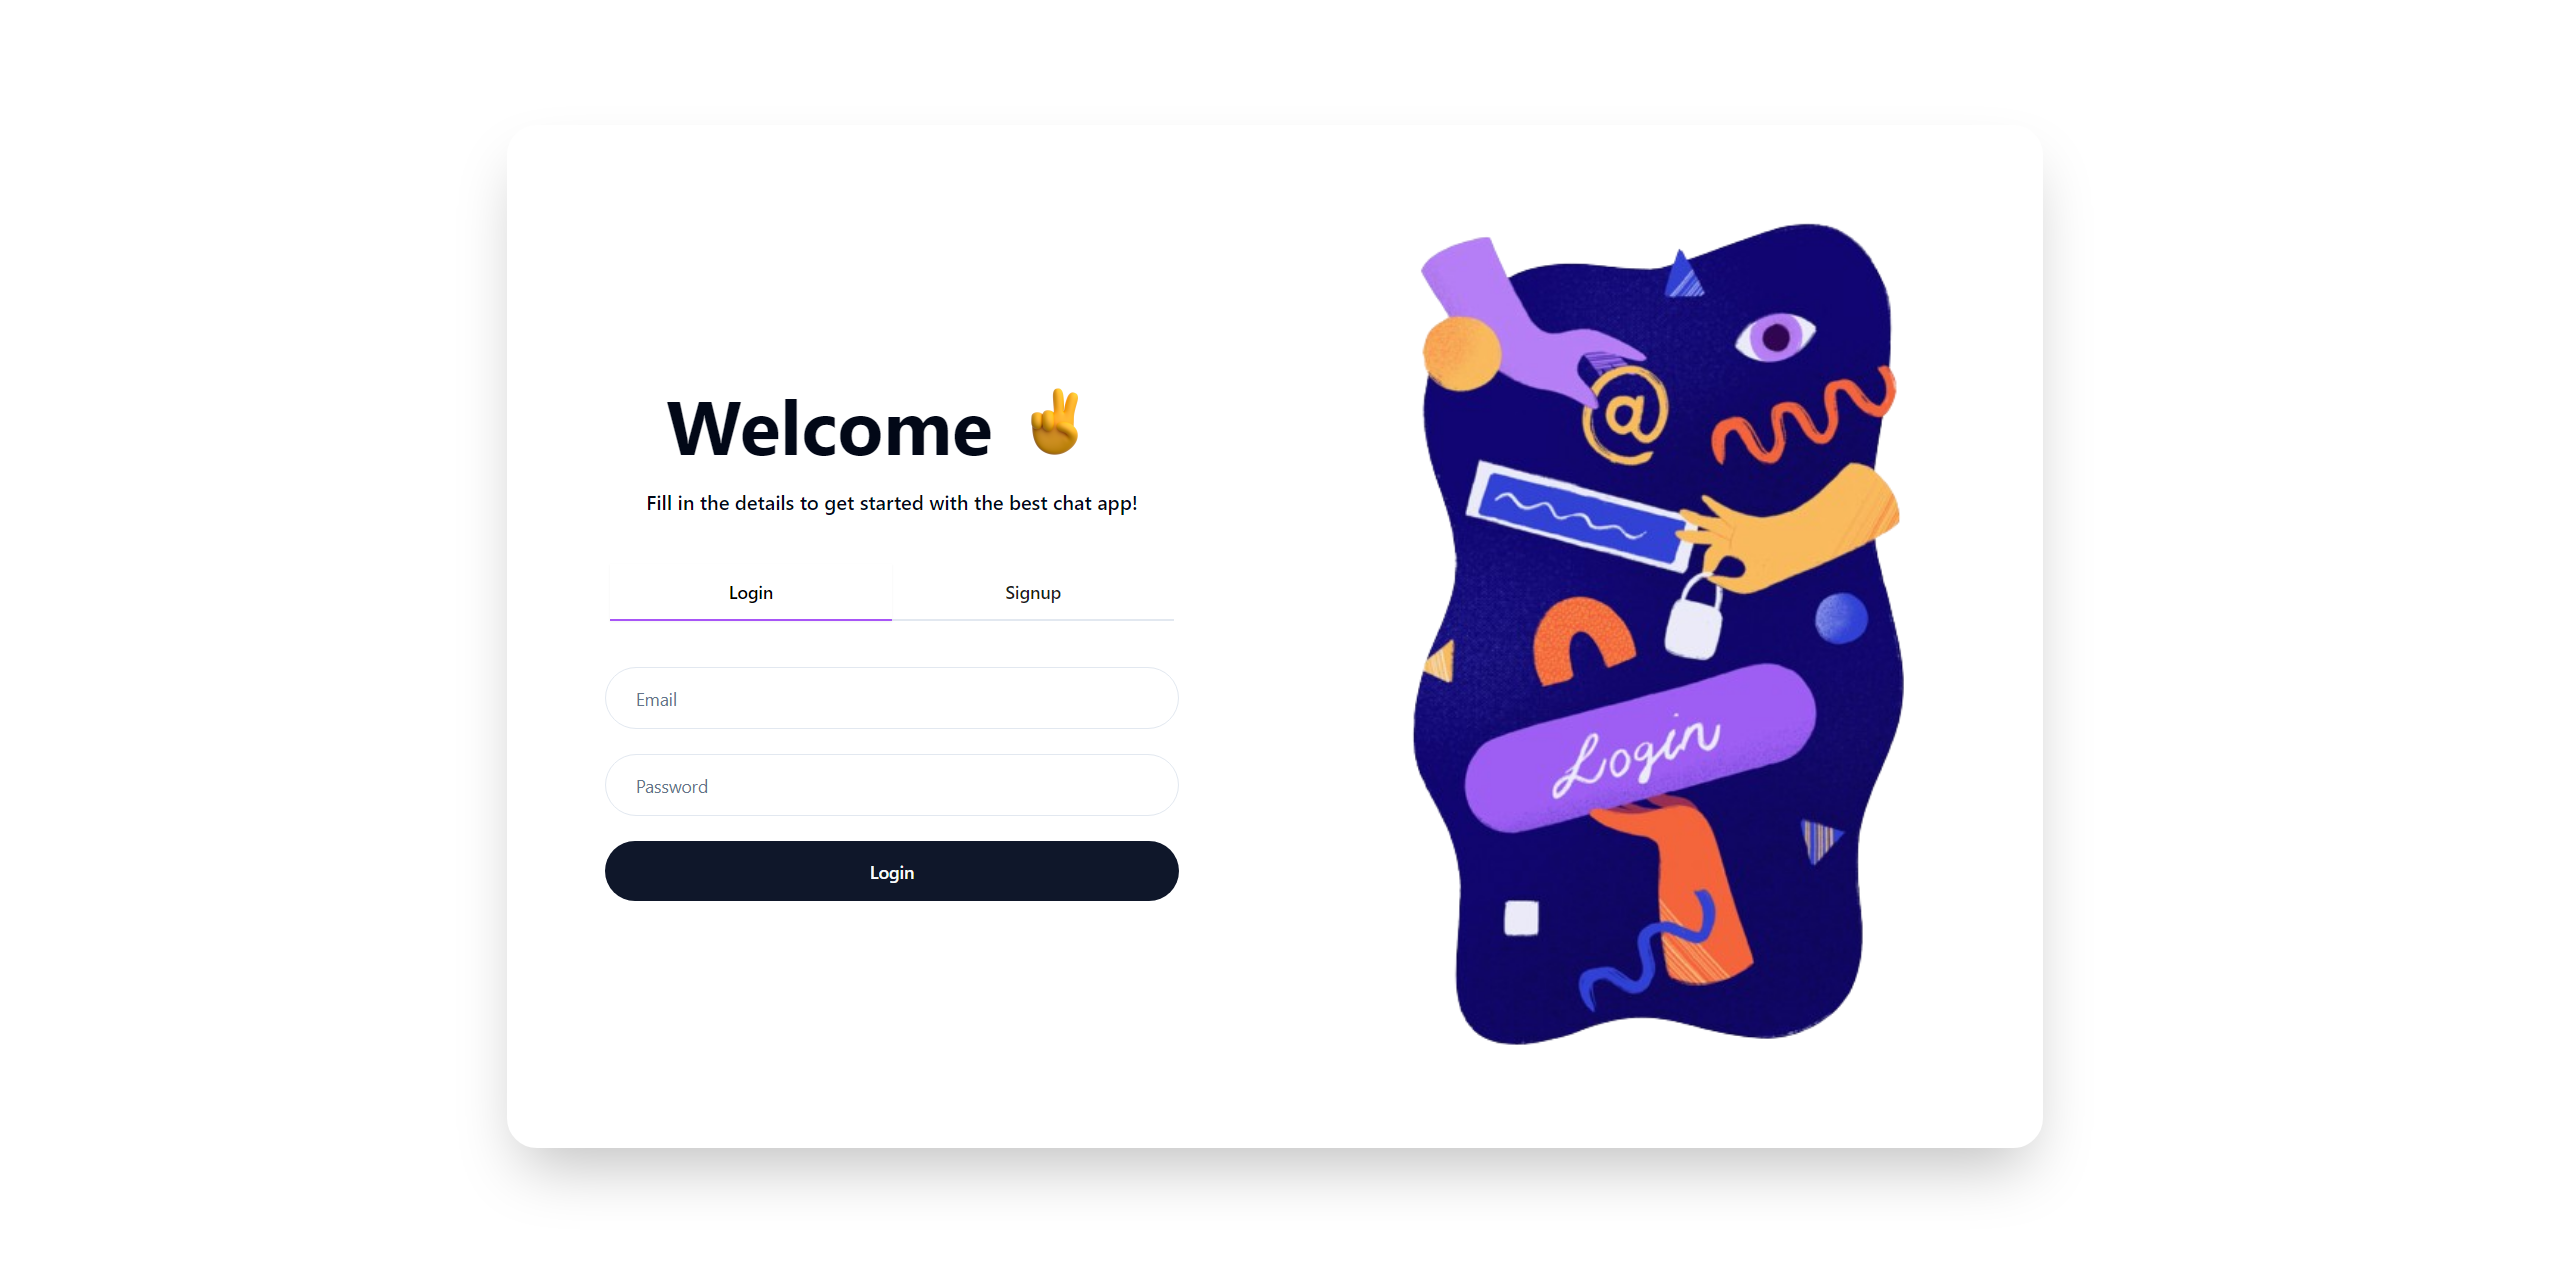 Welcome ✌️
Fill in the details to get started with the best chat app!
Login Signup
Email
Password
Login
@
Login